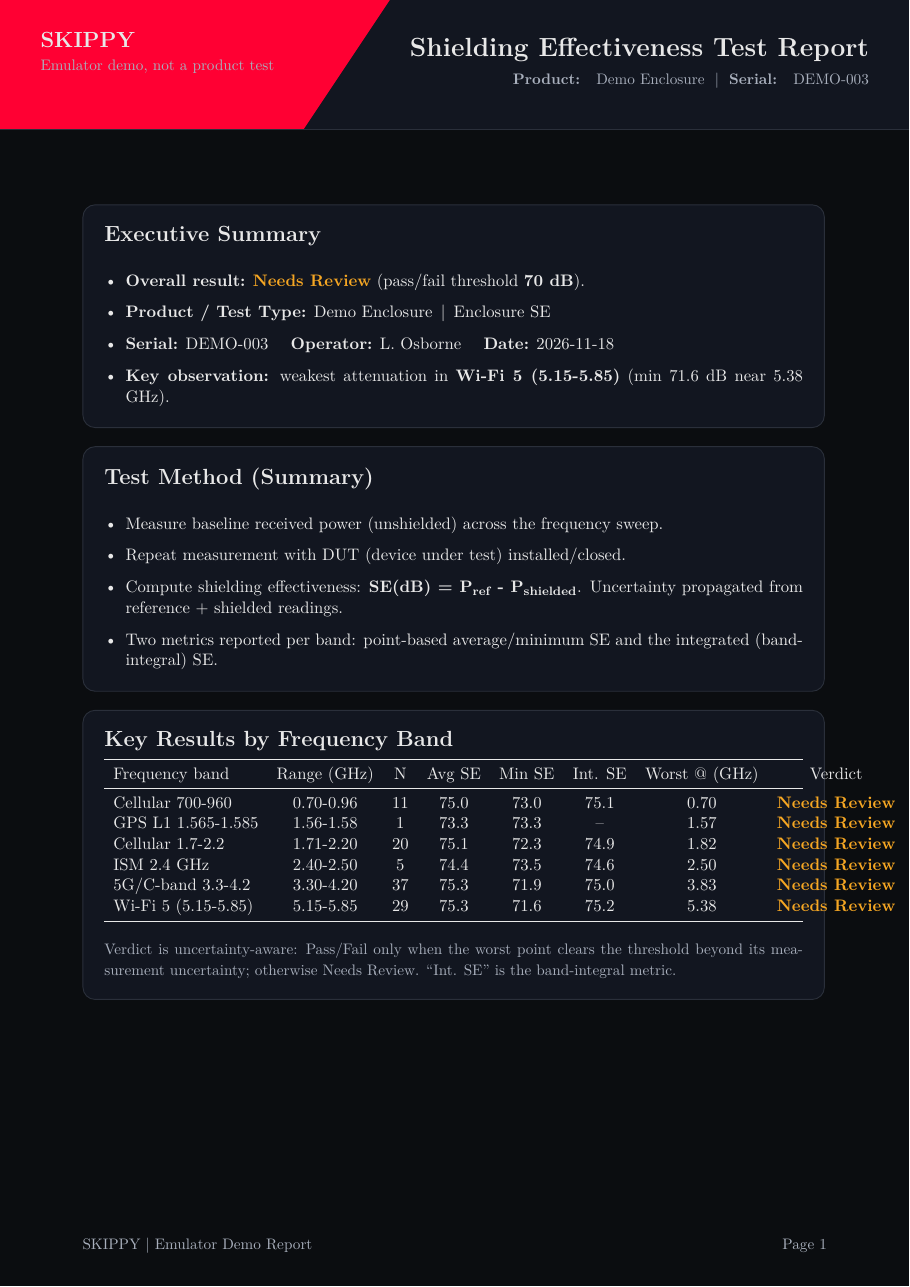 SKIPPY
Emulator demo, not a product test
Shielding Effectiveness Test Report
Product: Demo Enclosure | Serial: DEMO-003
Executive Summary
• Overall result: Needs Review (pass/fail threshold 70 dB).
• Product / Test Type: Demo Enclosure | Enclosure SE
• Serial: DEMO-003 Operator: L. Osborne Date: 2026-11-18
• Key observation: weakest attenuation in Wi-Fi 5 (5.15-5.85) (min 71.6 dB near 5.38
GHz).
Test Method (Summary)
• Measure baseline received power (unshielded) across the frequency sweep.
• Repeat measurement with DUT (device under test) installed/closed.
• Compute shielding effectiveness: SE(dB) = Pref - Pshielded. Uncertainty propagated from
reference + shielded readings.
• Two metrics reported per band: point-based average/minimum SE and the integrated (band-
integral) SE.
Key Results by Frequency Band
Frequency band Range (GHz) N Avg SE Min SE Int. SE Worst @ (GHz) Verdict
Cellular 700-960 0.70-0.96 11 75.0 73.0 75.1 0.70 Needs Review
GPS L1 1.565-1.585 1.56-1.58 1 73.3 73.3 – 1.57 Needs Review
Cellular 1.7-2.2 1.71-2.20 20 75.1 72.3 74.9 1.82 Needs Review
ISM 2.4 GHz 2.40-2.50 5 74.4 73.5 74.6 2.50 Needs Review
5G/C-band 3.3-4.2 3.30-4.20 37 75.3 71.9 75.0 3.83 Needs Review
Wi-Fi 5 (5.15-5.85) 5.15-5.85 29 75.3 71.6 75.2 5.38 Needs Review
Verdict is uncertainty-aware: Pass/Fail only when the worst point clears the threshold beyond its mea-
surement uncertainty; otherwise Needs Review. “Int. SE” is the band-integral metric.
SKIPPY | Emulator Demo Report
Page 1